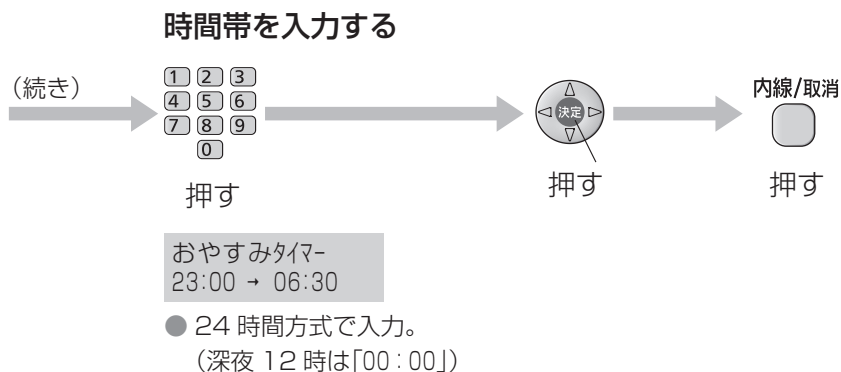 時間帯を入力する
（続き）
1 2 3
4 5 6
7 8 9
0
押す
決定
押す
内線/取消
押す
おやすみﾀｲﾏｰ
23:00 → 06:30
● 24 時間方式で入力。
（深夜 12 時は「00：00」）